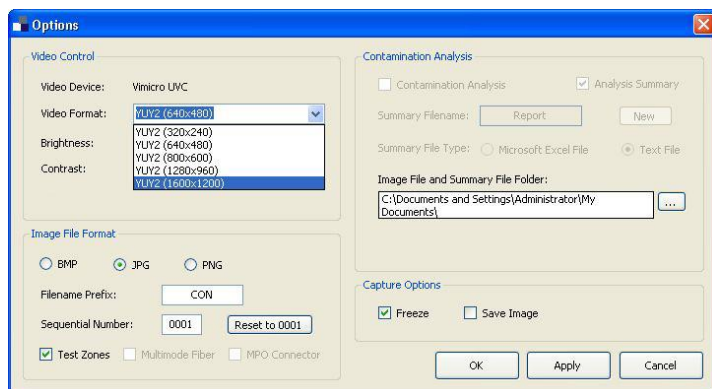 Options
Video Control
Video Device: Vimicro UVC
Video Format: YUY2 (640x480)
YUY2 (320x240)
YUY2 (640x480)
YUY2 (800x600)
YUY2 (1280x960)
YUY2 (1600x1200)
Brightness:
Contrast:
Image File Format
BMP JPG PNG
Filename Prefix: CON
Sequential Number: 0001 Reset to 0001
Test Zones Multimode Fiber MPO Connector
Contamination Analysis
Contamination Analysis Analysis Summary
Summary Filename: Report New
Summary File Type: Microsoft Excel File Text File
Image File and Summary File Folder:
C:\Documents and Settings\Administrator\My
Documents\
...
Capture Options
Freeze Save Image
OK Apply Cancel